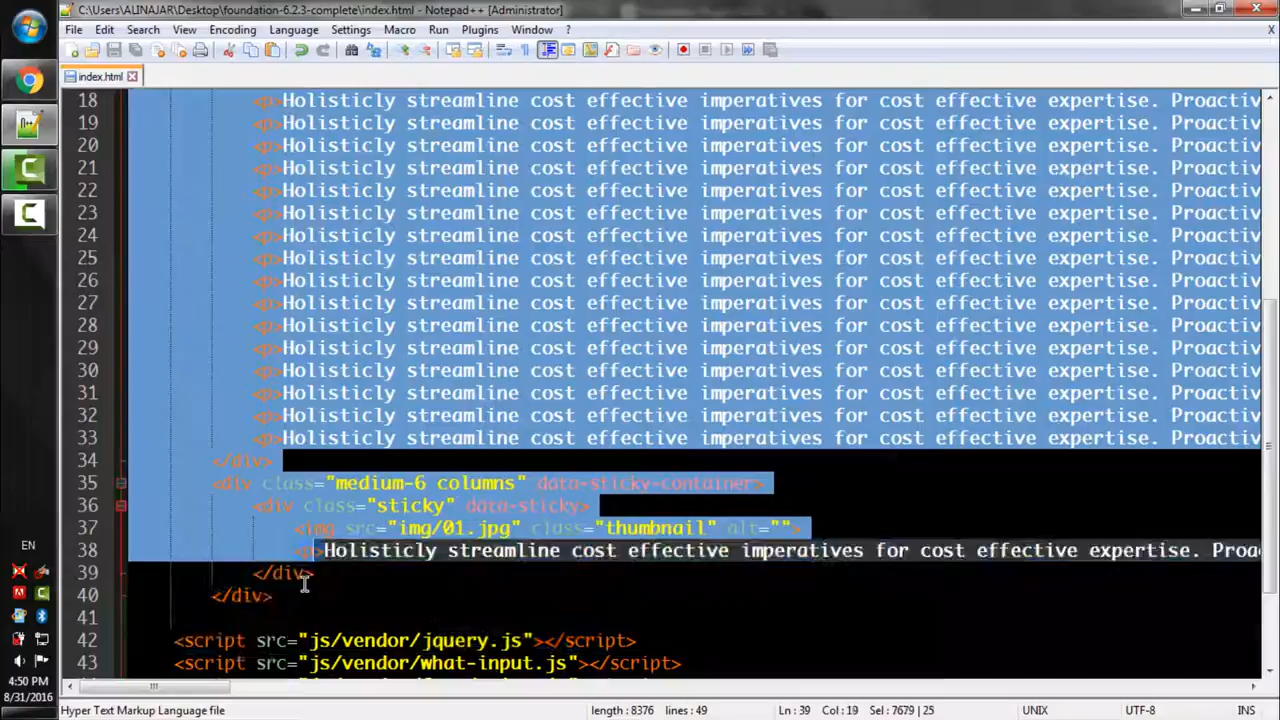 C:\Users\ALINAJAR\Desktop\foundation-6.2.3-complete\index.html - Notepad++ [Administrator]
File Edit Search View Encoding Language Settings Macro Run Plugins Window ? X
index.html
18 <p>Holisticly streamline cost effective imperatives for cost effective expertise. Proactiv
19 <p>Holisticly streamline cost effective imperatives for cost effective expertise. Proactiv
20 <p>Holisticly streamline cost effective imperatives for cost effective expertise. Proactiv
21 <p>Holisticly streamline cost effective imperatives for cost effective expertise. Proactiv
22 <p>Holisticly streamline cost effective imperatives for cost effective expertise. Proactiv
23 <p>Holisticly streamline cost effective imperatives for cost effective expertise. Proactiv
24 <p>Holisticly streamline cost effective imperatives for cost effective expertise. Proactiv
25 <p>Holisticly streamline cost effective imperatives for cost effective expertise. Proactiv
26 <p>Holisticly streamline cost effective imperatives for cost effective expertise. Proactiv
27 <p>Holisticly streamline cost effective imperatives for cost effective expertise. Proactiv
28 <p>Holisticly streamline cost effective imperatives for cost effective expertise. Proactiv
29 <p>Holisticly streamline cost effective imperatives for cost effective expertise. Proactiv
30 <p>Holisticly streamline cost effective imperatives for cost effective expertise. Proactiv
31 <p>Holisticly streamline cost effective imperatives for cost effective expertise. Proactiv
32 <p>Holisticly streamline cost effective imperatives for cost effective expertise. Proactiv
33 <p>Holisticly streamline cost effective imperatives for cost effective expertise. Proactiv
34 </div>
35 <div class="medium-6 columns" data-sticky-container>
36 <div class="sticky" data-sticky>
37 <img src="img/01.jpg" class="thumbnail" alt="">
38 <p>Holisticly streamline cost effective imperatives for cost effective expertise. Proac
39 </div>
40 </div>
41
42 <script src="js/vendor/jquery.js"></script>
43 <script src="js/vendor/what-input.js"></script>
EN
4:50 PM
8/31/2016
Hyper Text Markup Language file length : 8376 lines : 49 Ln : 39 Col : 19 Sel : 7679 | 25 UNIX UTF-8 INS